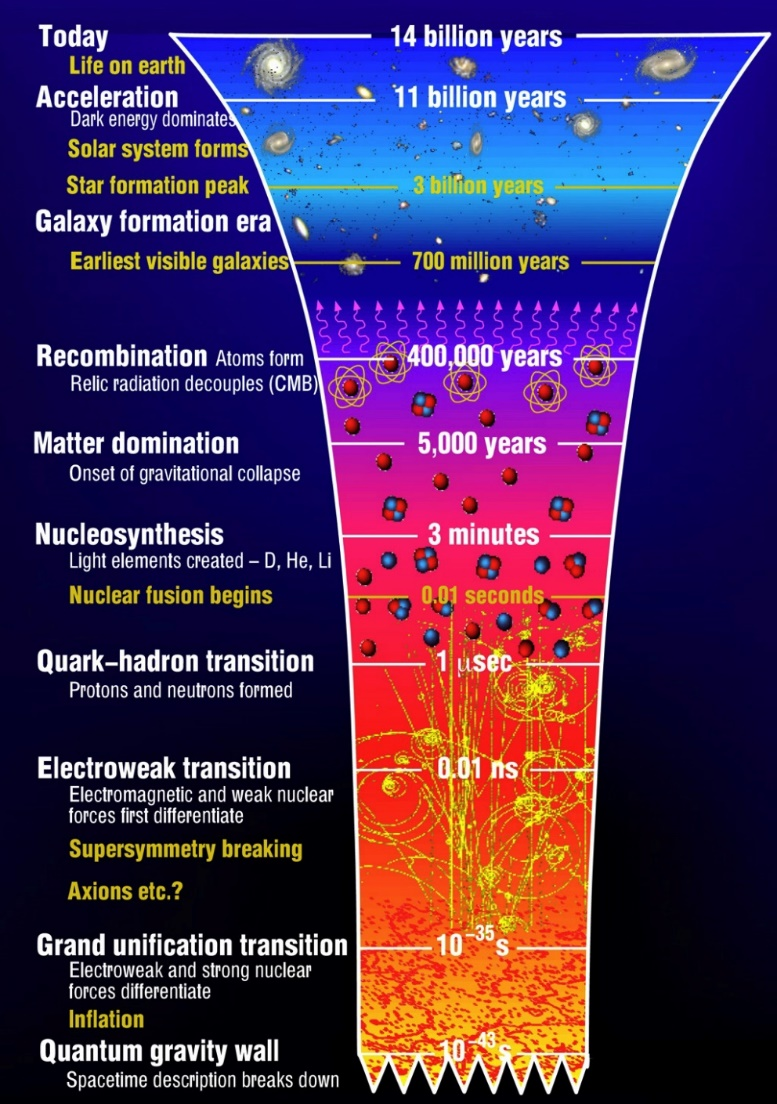 Today 14 billion years
Life on earth
Acceleration 11 billion years
Dark energy dominates
Solar system forms
Star formation peak 3 billion years
Galaxy formation era
Earliest visible galaxies 700 million years
Recombination Atoms form 400,000 years
Relic radiation decouples (CMB)
Matter domination 5,000 years
Onset of gravitational collapse
Nucleosynthesis 3 minutes
Light elements created – D, He, Li
Nuclear fusion begins 0.01 seconds
Quark–hadron transition 1 μsec
Protons and neutrons formed
Electroweak transition 0.01 ns
Electromagnetic and weak nuclear
forces first differentiate
Supersymmetry breaking
Axions etc.?
Grand unification transition 10⁻³⁵s
Electroweak and strong nuclear
forces differentiate
Inflation
Quantum gravity wall 10⁻⁴³s
Spacetime description breaks down